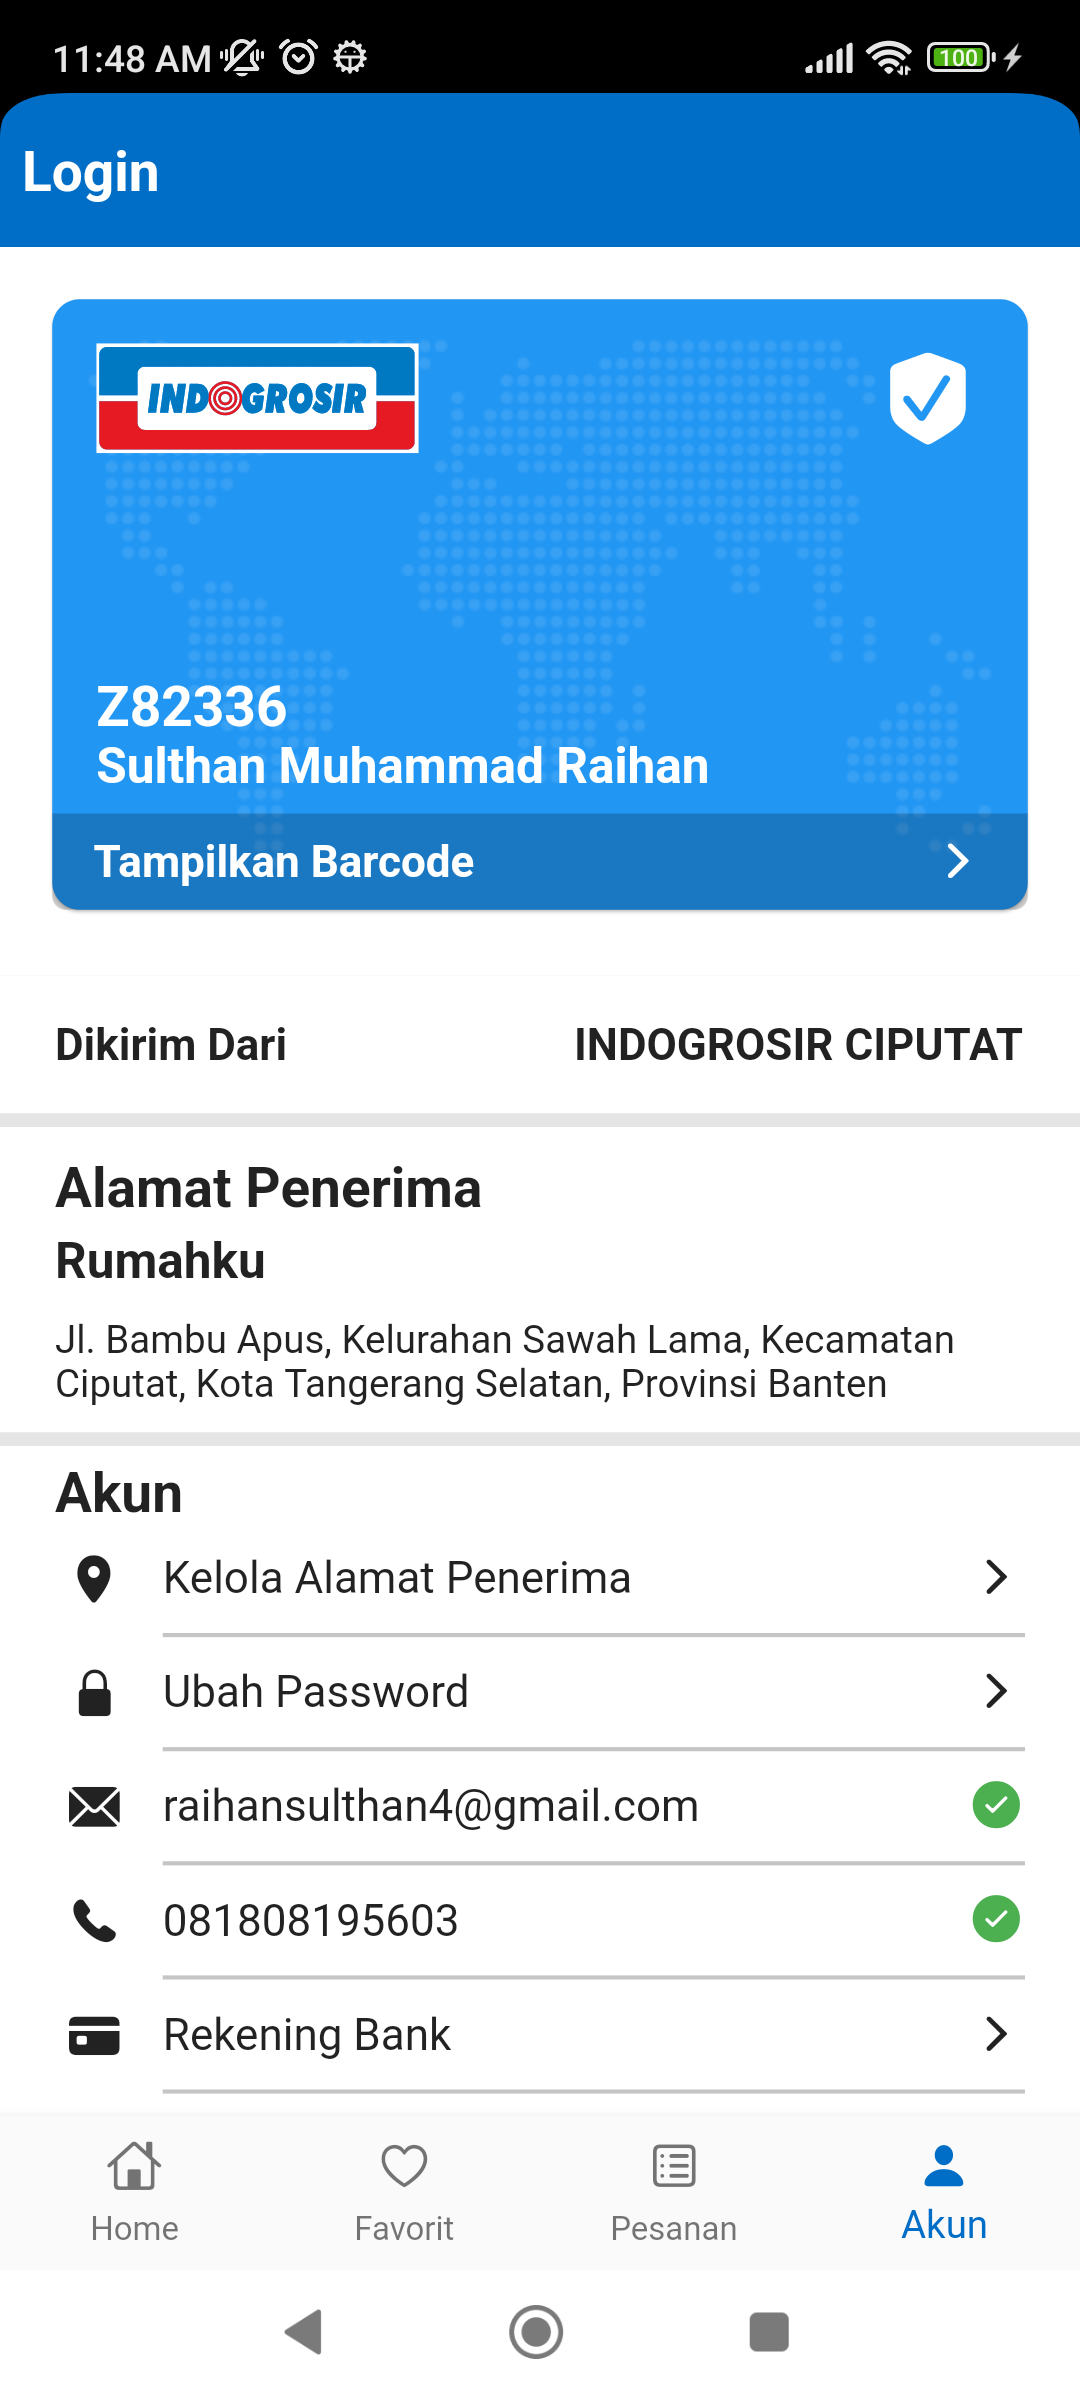 11:48 AM
100
Login
INDOGROSIR
Z82336
Sulthan Muhammad Raihan
Tampilkan Barcode
Dikirim Dari
INDOGROSIR CIPUTAT
Alamat Penerima
Rumahku
Jl. Bambu Apus, Kelurahan Sawah Lama, Kecamatan
Ciputat, Kota Tangerang Selatan, Provinsi Banten
Akun
Kelola Alamat Penerima
Ubah Password
raihansulthan4@gmail.com
081808195603
Rekening Bank
Home
Favorit
Pesanan
Akun